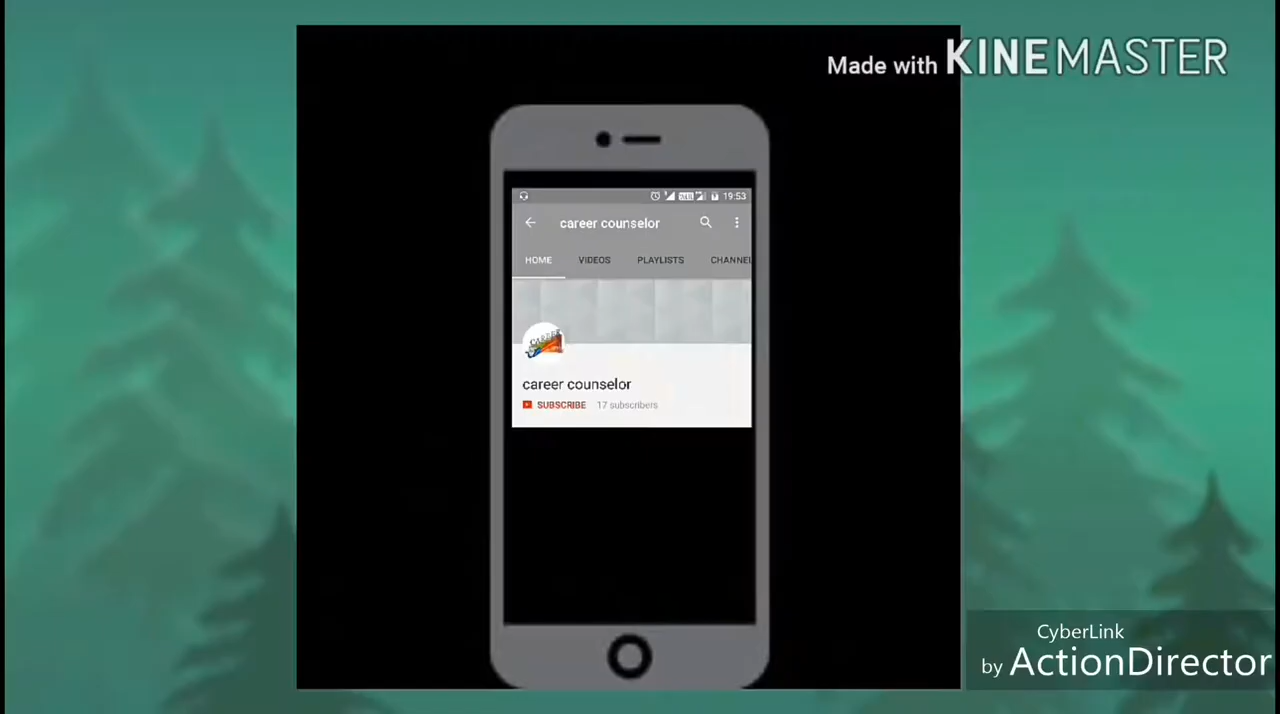 Made with KINEMASTER
19:53
career counselor
HOME VIDEOS PLAYLISTS CHANNEL
CAREER
career counselor
SUBSCRIBE 17 subscribers
CyberLink
by ActionDirector